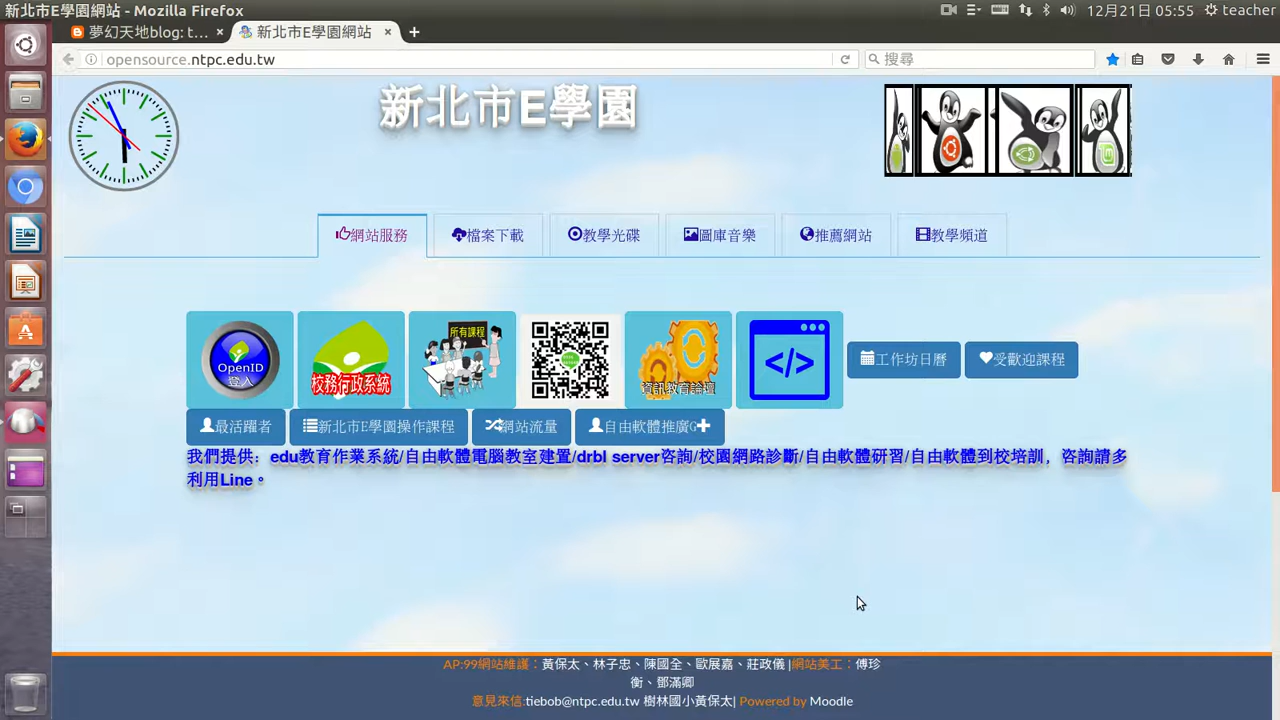 新北市E學園網站 - Mozilla Firefox
12月21日 05:55 teacher
夢幻天地blog: t... × 新北市E學園網站 × +
opensource.ntpc.edu.tw
搜尋
新北市E學園
網站服務 檔案下載 教學光碟 圖庫音樂 推薦網站 教學頻道
OpenID
登入
校務行政系統
所有課程
資訊教育論壇
</>
工作坊日曆 受歡迎課程
最活躍者 新北市E學園操作課程 網站流量 自由軟體推廣
我們提供：edu教育作業系統/自由軟體電腦教室建置/drbl server咨詢/校園網路診斷/自由軟體研習/自由軟體到校培訓，咨詢請多
利用Line。
AP:99網站維護：黃保太、林子忠、陳國全、歐展嘉、莊政儀 |網站美工：傅珍
衡、鄧滿卿
意見來信:tiebob@ntpc.edu.tw 樹林國小黃保太| Powered by Moodle